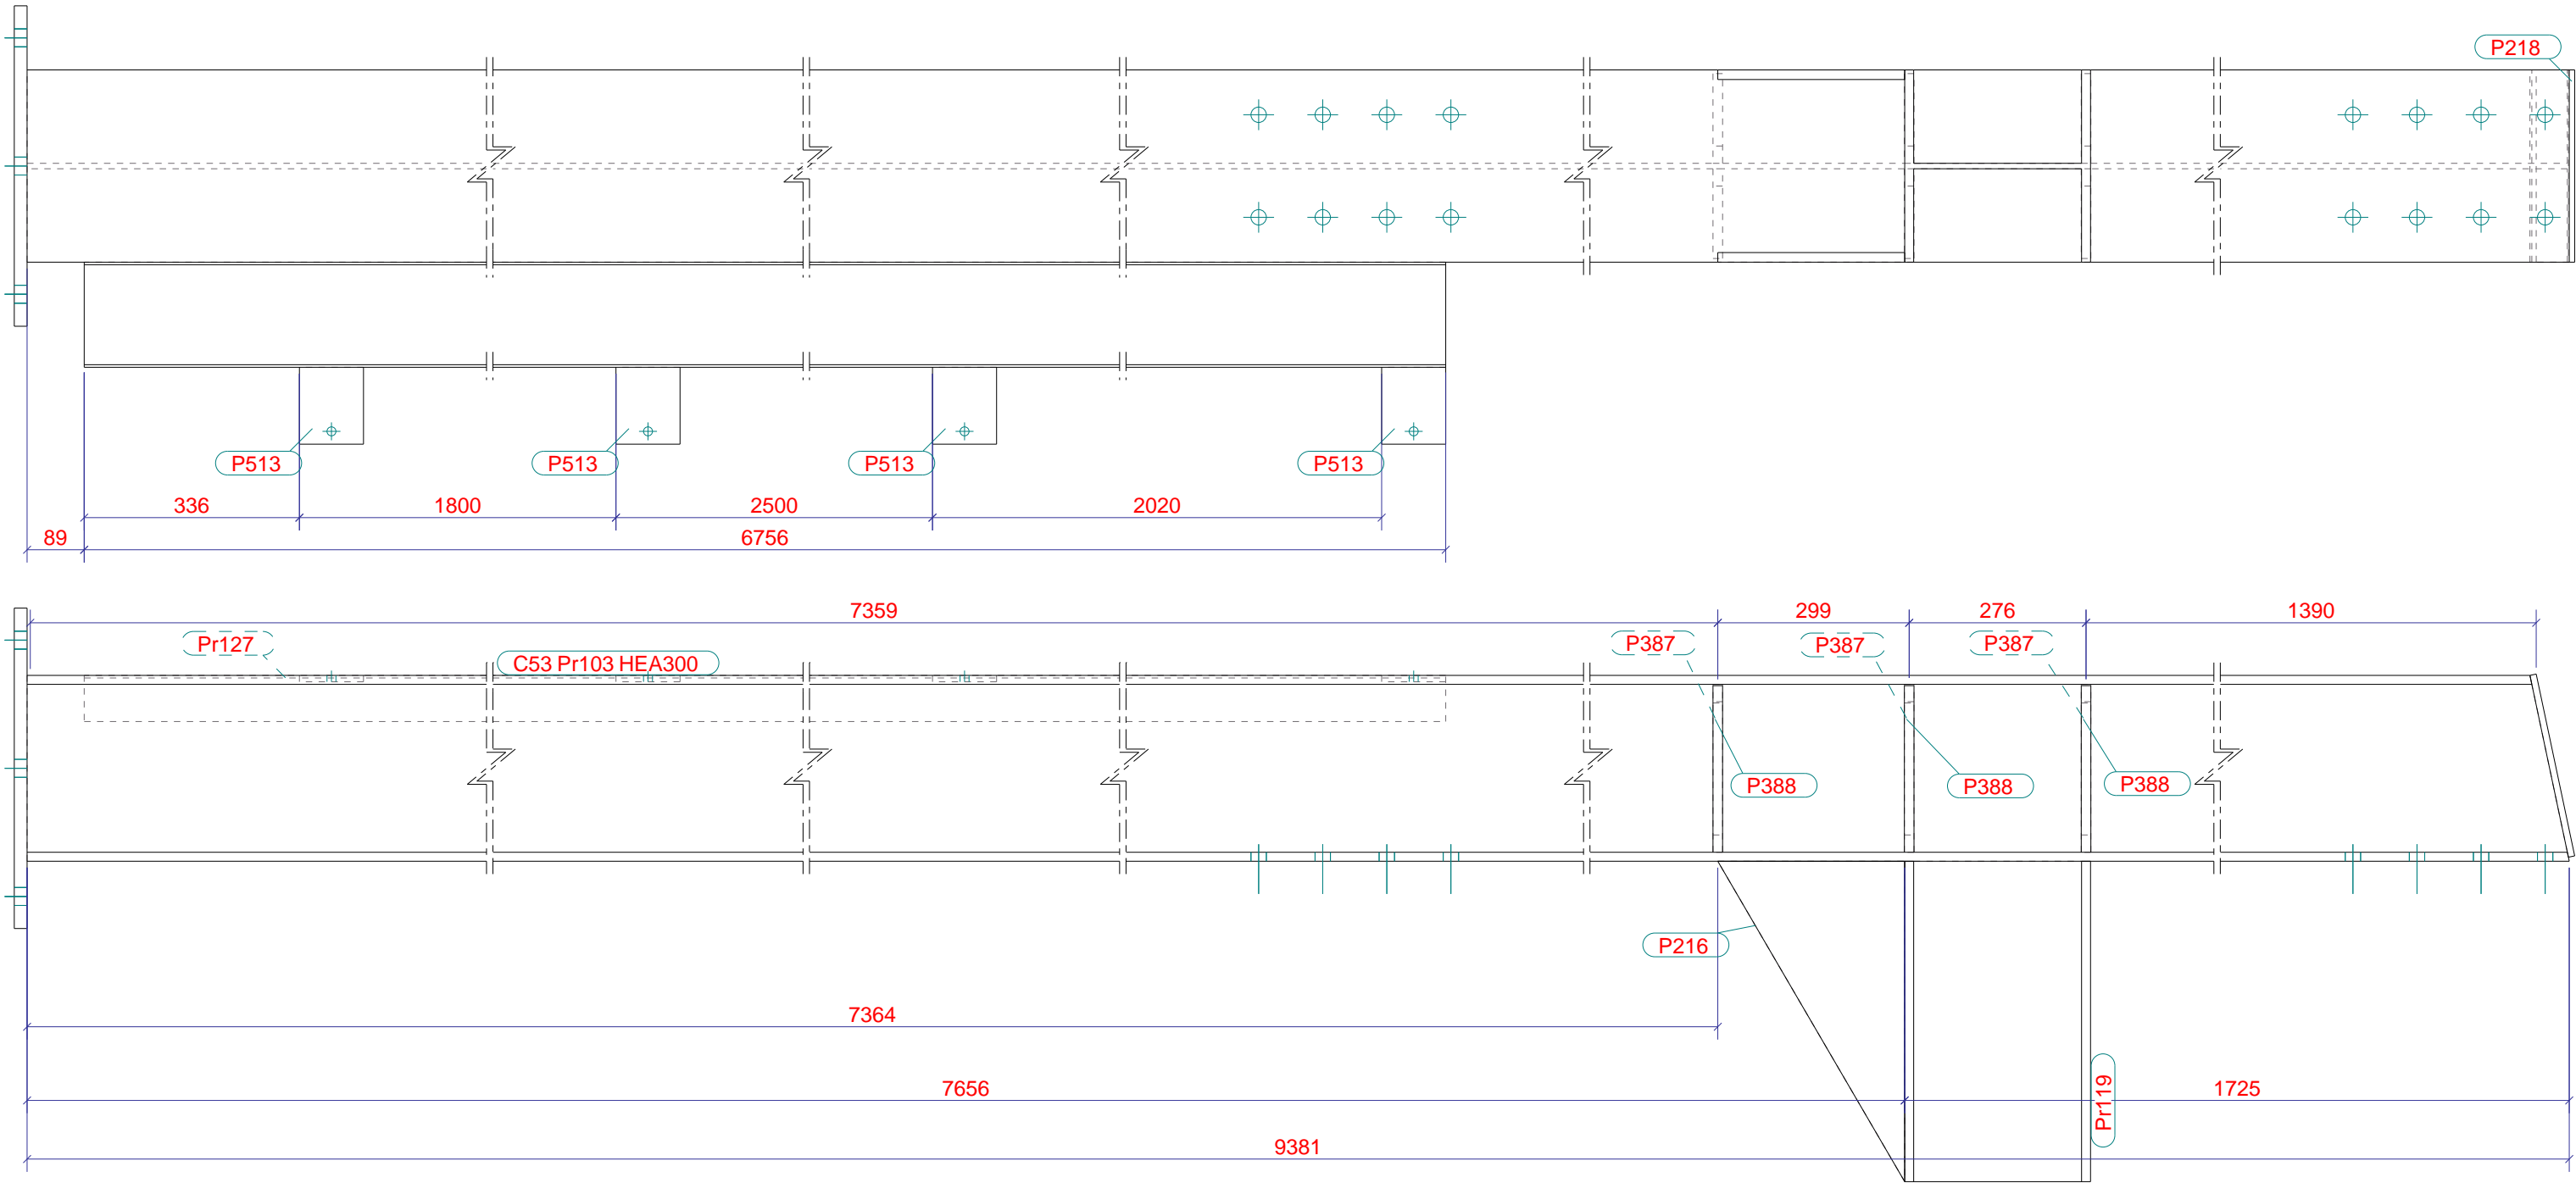 P218
P513 P513 P513 P513
336 1800 2500 2020
89 6756
7359 299 276 1390
Pr127 C53 Pr103 HEA300 P387 P387 P387
P388 P388 P388
P216
7364
7656 1725
Pr119
9381